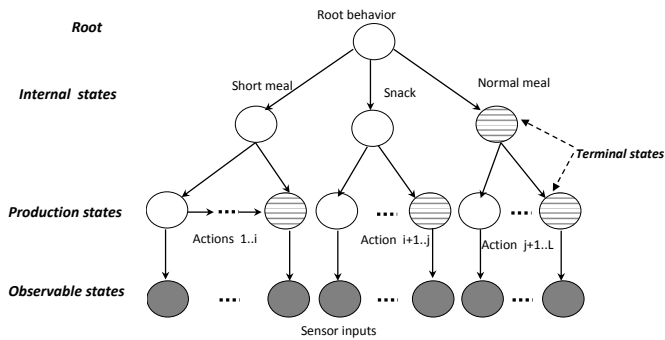 Root
Root behavior
Internal states
Short meal
Snack
Normal meal
Terminal states
Production states
Actions 1..i
Action i+1..j
Action j+1..L
Observable states
Sensor inputs